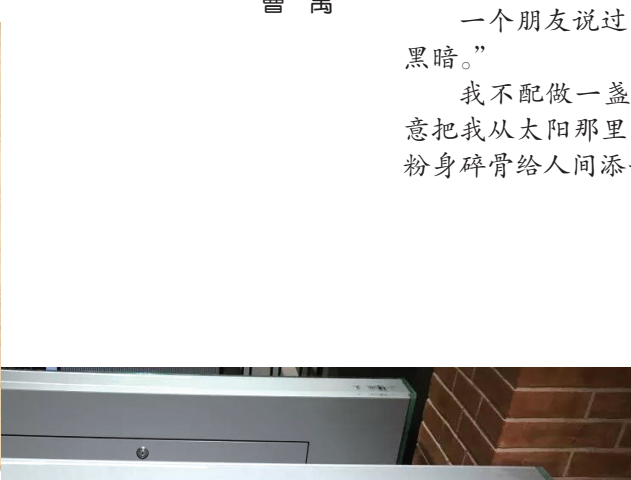 曹 禺
一个朋友说过
黑暗。”
我不配做一盏
意把我从太阳那里
粉身碎骨给人间添